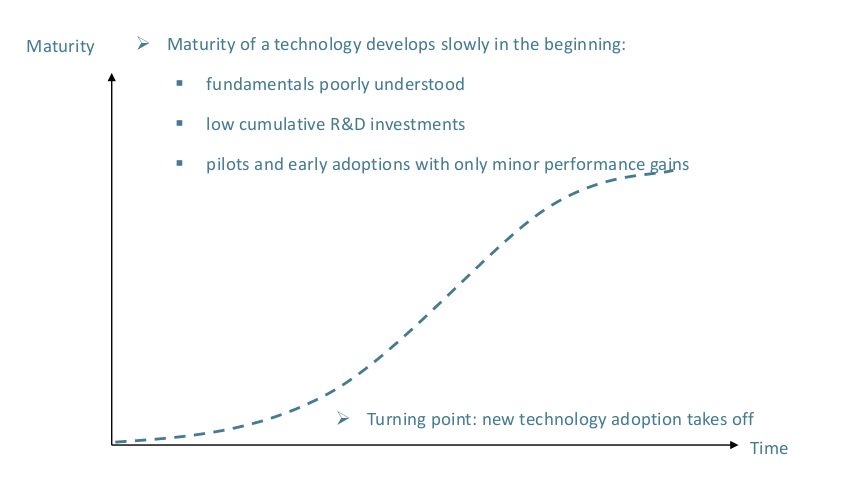 Maturity
Maturity of a technology develops slowly in the beginning:
fundamentals poorly understood
low cumulative R&D investments
pilots and early adoptions with only minor performance gains
Turning point: new technology adoption takes off
Time